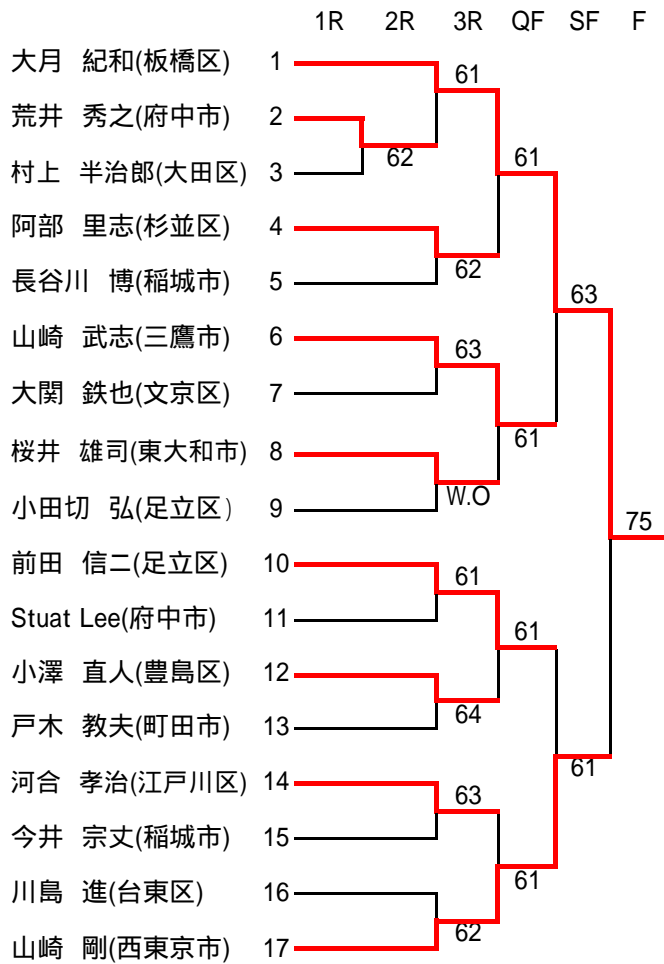 1R 2R 3R QF SF F
大月 紀和(板橋区) 1
61
荒井 秀之(府中市) 2
62
61
村上 半治郎(大田区) 3
阿部 里志(杉並区) 4
62
長谷川 博(稲城市) 5
63
山崎 武志(三鷹市) 6
63
大関 鉄也(文京区) 7
61
桜井 雄司(東大和市) 8
W.O
小田切 弘(足立区) 9
75
前田 信二(足立区) 10
61
Stuat Lee(府中市) 11
61
小澤 直人(豊島区) 12
64
戸木 教夫(町田市) 13
61
河合 孝治(江戸川区) 14
63
今井 宗丈(稲城市) 15
61
川島 進(台東区) 16
62
山崎 剛(西東京市) 17